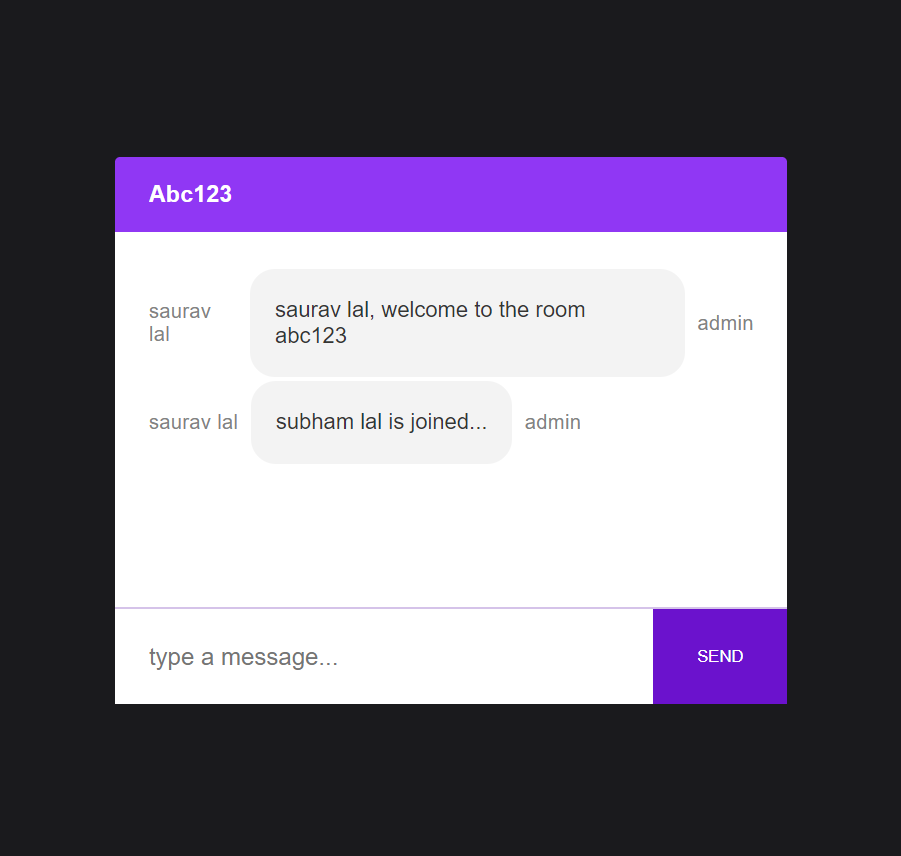 Abc123
saurav
lal
saurav lal, welcome to the room
abc123
admin
saurav lal
subham lal is joined...
admin
type a message...
SEND